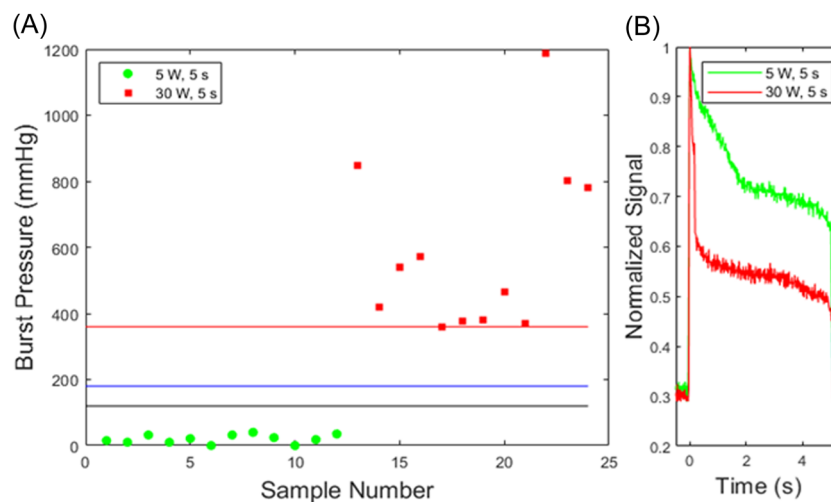 (A)
1200
1000
800
600
400
200
0
Burst Pressure (mmHg)
5 W, 5 s
30 W, 5 s
0 5 10 15 20 25
Sample Number
(B)
1
0.9
0.8
0.7
0.6
0.5
0.4
0.3
0.2
Normalized Signal
5 W, 5 s
30 W, 5 s
0 2 4
Time (s)